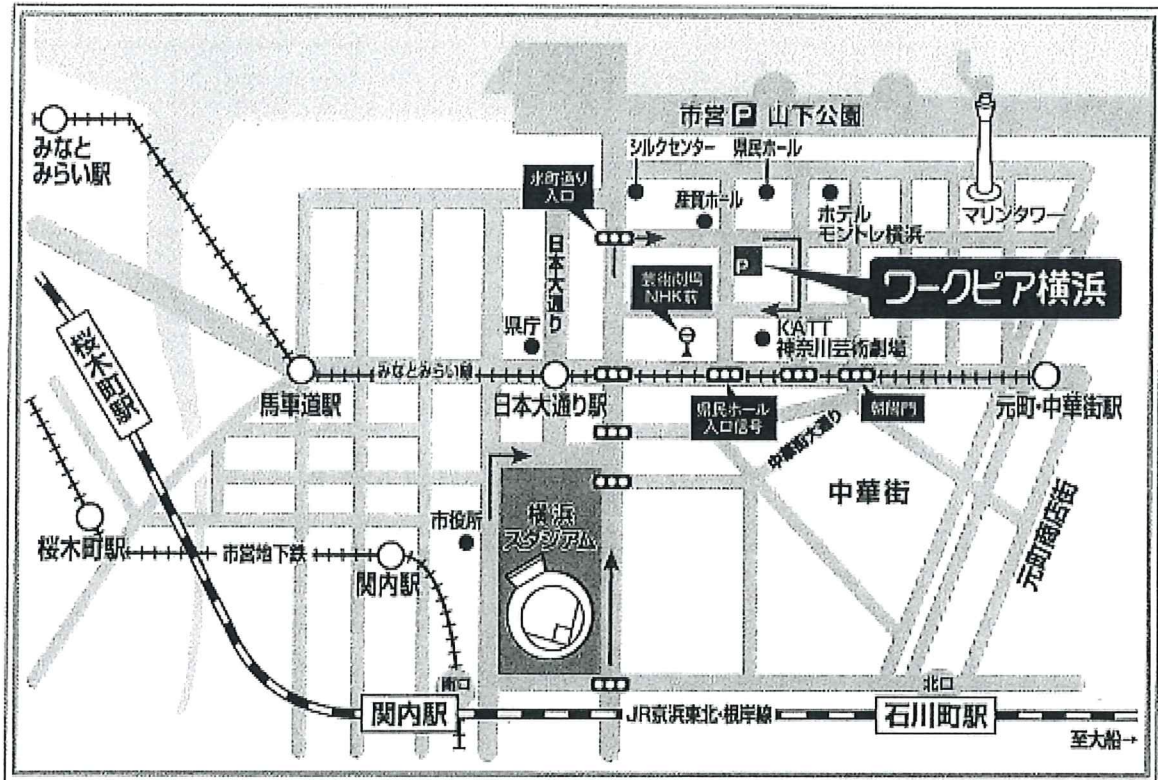 市営 P 山下公園
みなと
みらい駅
シルクセンター
県民ホール
水町通り
入口
産貿ホール
ホテル
モントレ横浜
マリンタワー
日本大通り
P
ワークピア横浜
芸術劇場
NHK前
県庁
KATT
神奈川芸術劇場
桜木町駅
みなとみらい線
馬車道駅
日本大通り駅
県民ホール
入口信号
朝陽門
元町・中華街駅
中華街大通り
中華街
元町商店街
市役所
横浜
スタジアム
桜木町駅
市営地下鉄
関内駅
南口
北口
関内駅
JR京浜東北・根岸線
石川町駅
至大船→